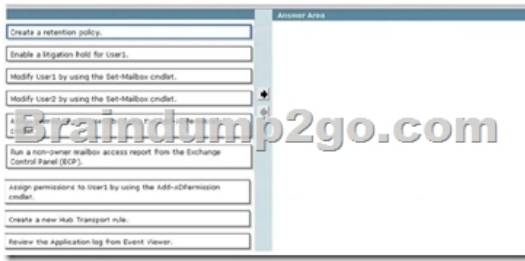 Answer Area
Create a retention policy.
Enable a litigation hold for User1.
Modify User1 by using the Set-Mailbox cmdlet.
Modify User2 by using the Set-Mailbox cmdlet.
Braindump2go.com
Run a non-owner mailbox access report from the Exchange
Control Panel (ECP).
Assign permissions to User1 by using the Add-ADPermission
cmdlet.
Create a new Hub Transport rule.
Review the Application log from Event Viewer.